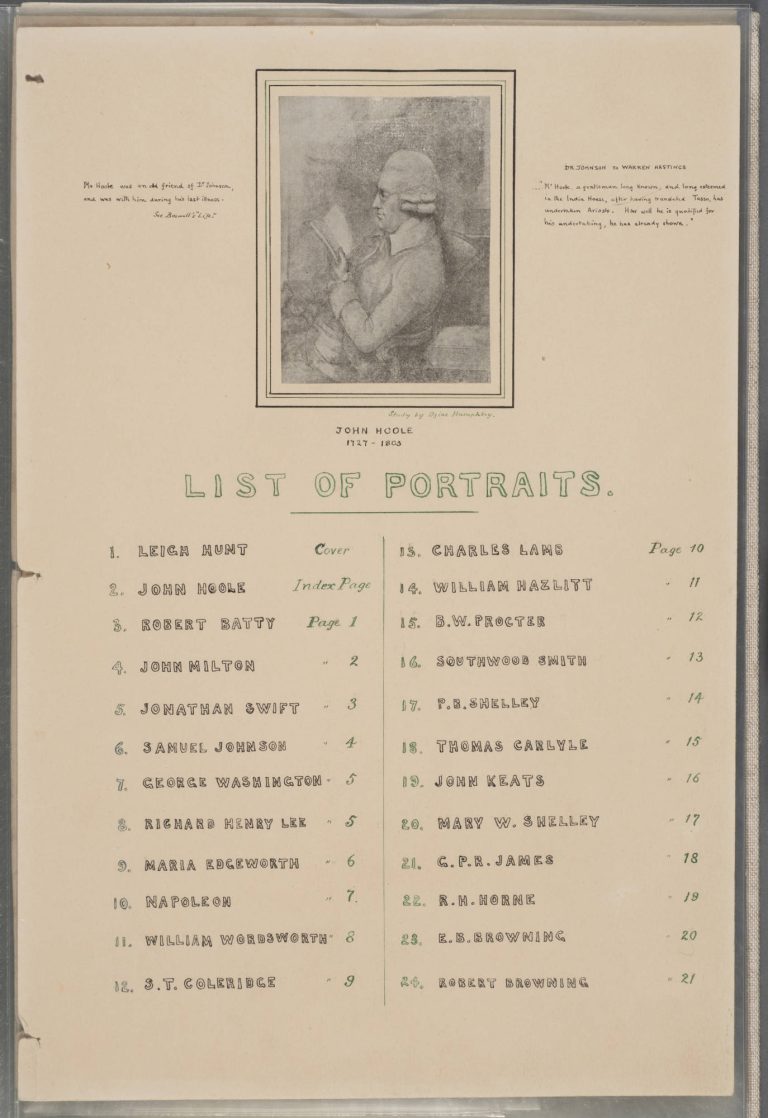 Mr Hoole was an old friend of Dr Johnson,
and was with him during his last illness.
See Boswell's "Life"
DR JOHNSON to WARREN HASTINGS
..."Mr Hoole, a gentleman long known, and long esteemed
in the India House, after having translated Tasso, has
undertaken Ariosto. How well he is qualified for
his undertaking, he has already shown."
Study by Ozias Humphrey.
JOHN HOOLE
1727 - 1803
LIST OF PORTRAITS.
1. LEIGH HUNT Cover
2. JOHN HOOLE Index Page
3. ROBERT BATTY Page 1
4. JOHN MILTON " 2
5. JONATHAN SWIFT " 3
6. SAMUEL JOHNSON " 4
7. GEORGE WASHINGTON " 5
8. RICHARD HENRY LEE " 5
9. MARIA EDGEWORTH " 6
10. NAPOLEON " 7.
11. WILLIAM WORDSWORTH " 8
12. S.T. COLERIDGE " 9
13. CHARLES LAMB Page 10
14. WILLIAM HAZLITT " 11
15. B.W. PROCTER " 12
16. SOUTHWOOD SMITH " 13
17. P.B. SHELLEY " 14
18. THOMAS CARLYLE " 15
19. JOHN KEATS " 16
20. MARY W. SHELLEY " 17
21. G.P.R. JAMES " 18
22. R.H. HORNE " 19
23. E.B. BROWNING " 20
24. ROBERT BROWNING " 21